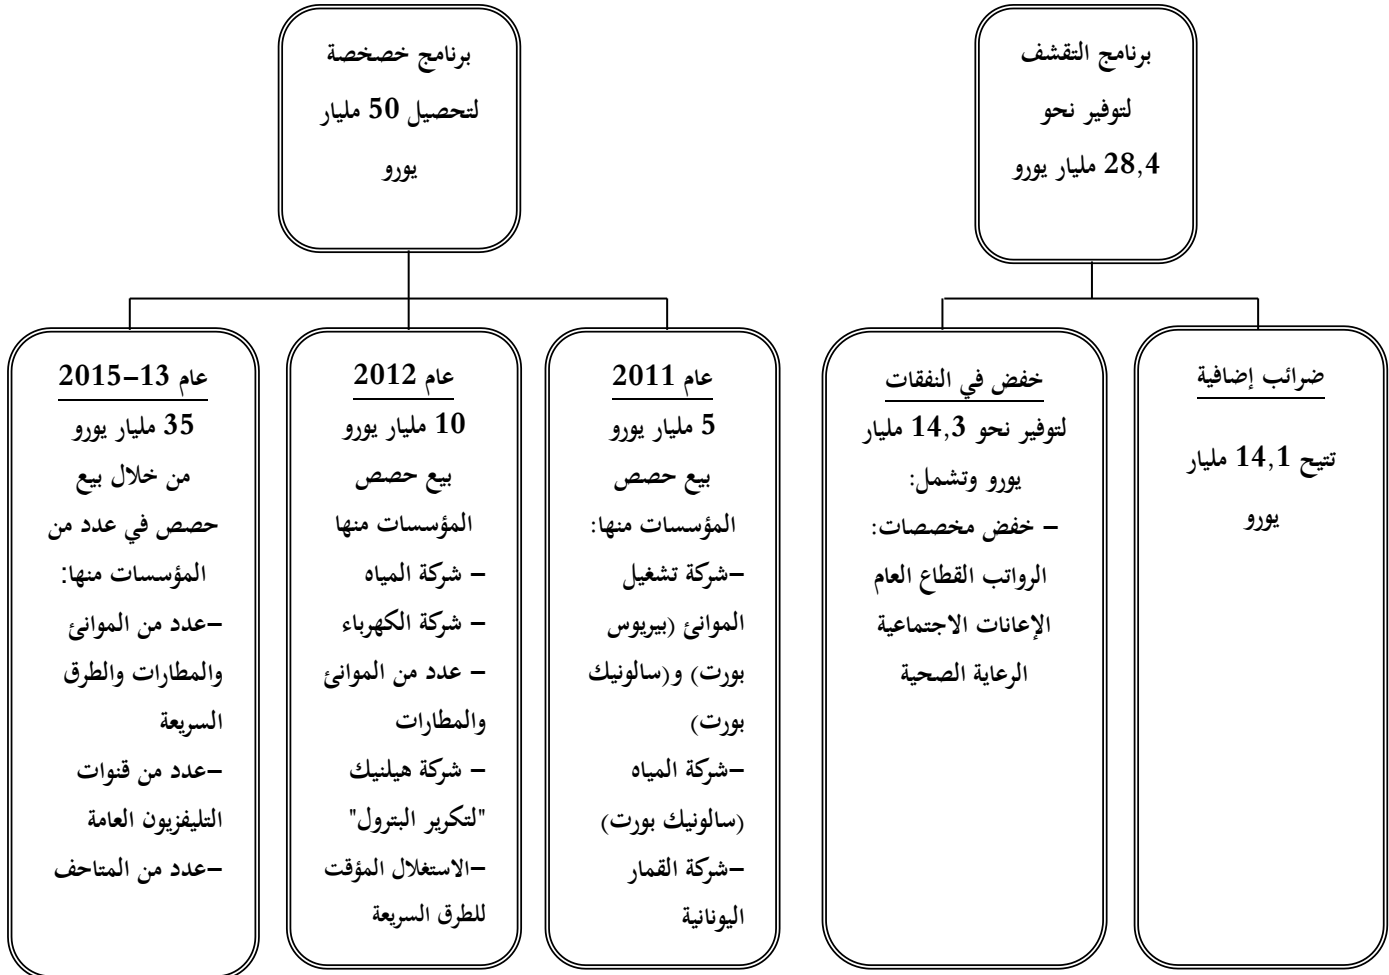 برنامج التقشف
لتوفير نحو
28,4 مليار يورو
ضرائب إضافية
تتيح 14,1 مليار
يورو
خفض في النفقات
لتوفير نحو 14,3 مليار
يورو وتشمل:
– خفض مخصصات:
الرواتب القطاع العام
الإعانات الاجتماعية
الرعاية الصحية
برنامج خصخصة
لتحصيل 50 مليار
يورو
عام 2011
5 مليار يورو
بيع حصص
المؤسسات منها:
–شركة تشغيل
الموانئ (بيريوس
بورت) و(سالونيك
بورت)
–شركة المياه
(سالونيك بورت)
–شركة القمار
اليونانية
عام 2012
10 مليار يورو
بيع حصص
المؤسسات منها
– شركة المياه
– شركة الكهرباء
– عدد من الموانئ
والمطارات
– شركة هيلنيك
"لتكرير البترول"
–الاستغلال المؤقت
للطرق السريعة
عام 13–2015
35 مليار يورو
من خلال بيع
حصص في عدد من
المؤسسات منها:
–عدد من الموانئ
والمطارات والطرق
السريعة
–عدد من قنوات
التليفزيون العامة
–عدد من المتاحف